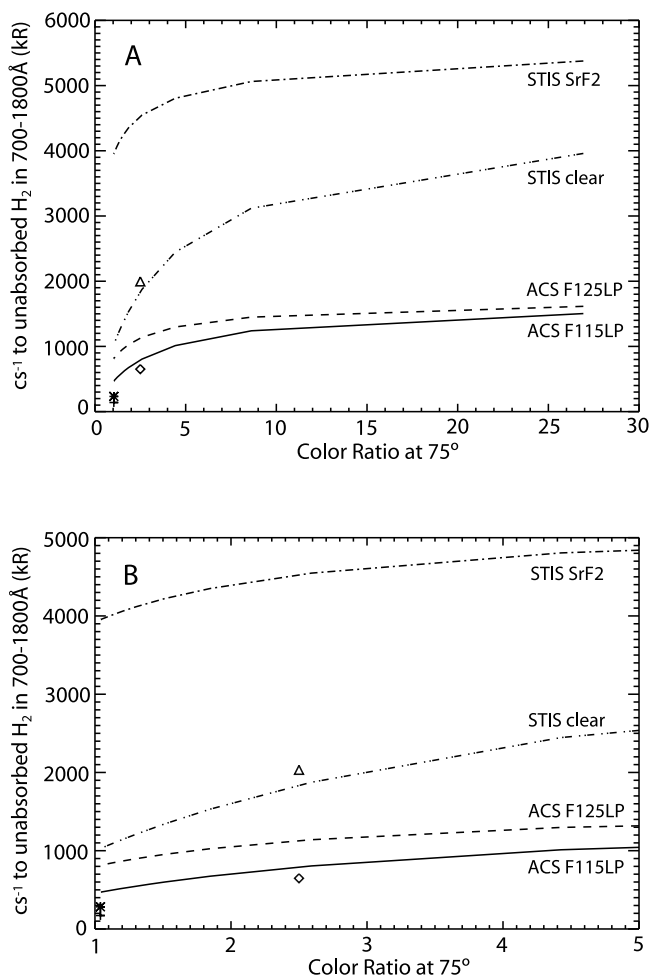 6000
5000
4000
3000
2000
1000
0
cs⁻¹ to unabsorbed H₂ in 700-1800Å (kR)
A
STIS SrF2
STIS clear
ACS F125LP
ACS F115LP
0 5 10 15 20 25 30
Color Ratio at 75º
5000
4000
3000
2000
1000
0
cs⁻¹ to unabsorbed H₂ in 700-1800Å (kR)
B
STIS SrF2
STIS clear
ACS F125LP
ACS F115LP
1 2 3 4 5
Color Ratio at 75º